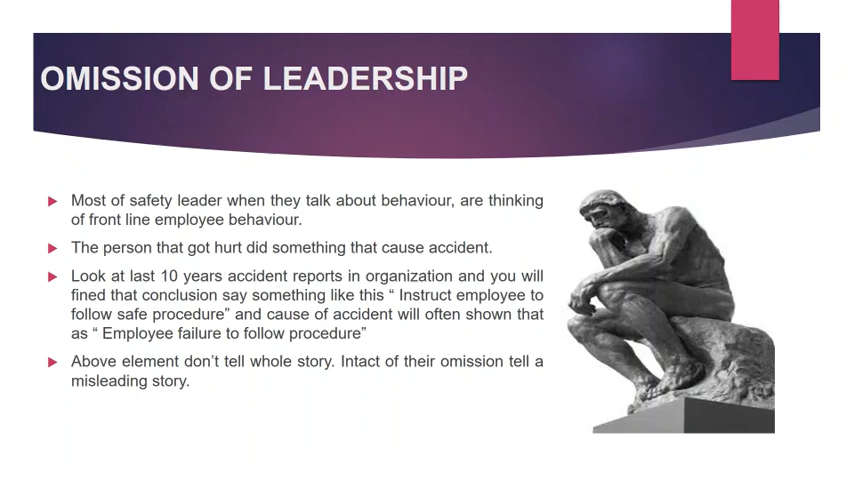 OMISSION OF LEADERSHIP
Most of safety leader when they talk about behaviour, are thinking
of front line employee behaviour.
The person that got hurt did something that cause accident.
Look at last 10 years accident reports in organization and you will
fined that conclusion say something like this “ Instruct employee to
follow safe procedure” and cause of accident will often shown that
as “ Employee failure to follow procedure”
Above element don’t tell whole story. Intact of their omission tell a
misleading story.